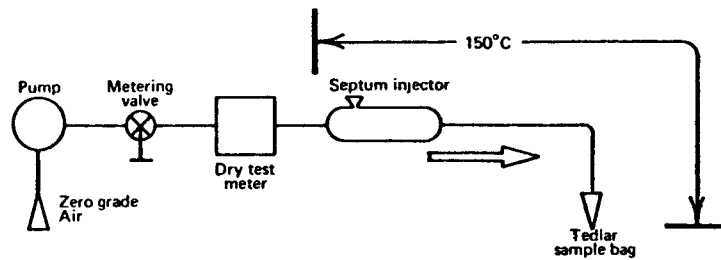 150°C
Pump
Metering
valve
Septum injector
Dry test
meter
Zero grade
Air
Tedlar
sample bag